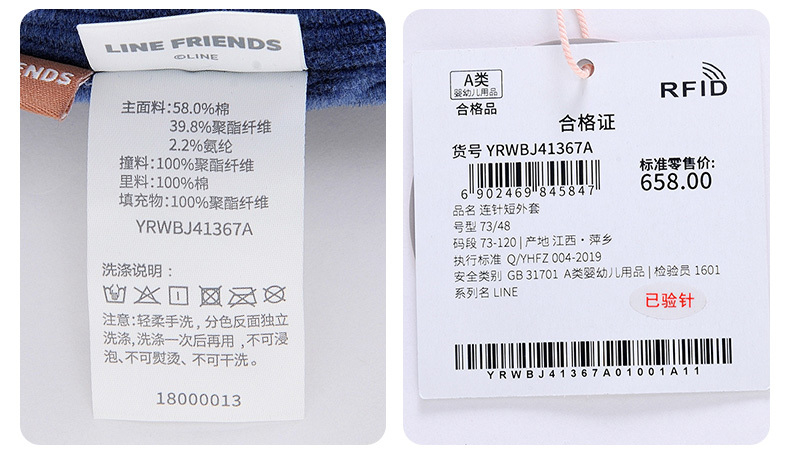 LINE FRIENDS
©LINE
ENDS
主面料:58.0%棉
39.8%聚酯纤维
2.2%氨纶
撞料:100%聚酯纤维
里料:100%棉
填充物:100%聚酯纤维
YRWBJ41367A
洗涤说明:
注意:轻柔手洗,分色反面独立
洗涤,洗涤一次后再用,不可浸
泡、不可熨烫、不可干洗。
18000013
A类
婴幼儿用品
合格品
RFID
合格证
货号 YRWBJ41367A
标准零售价:
658.00
6 902469 845847
品名 连针短外套
号型 73/48
码段 73-120 | 产地 江西·萍乡
执行标准 Q/YHFZ 004-2019
安全类别 GB 31701 A类婴幼儿用品 | 检验员 1601
系列名 LINE
已验针
YRWBJ41367A01001A11